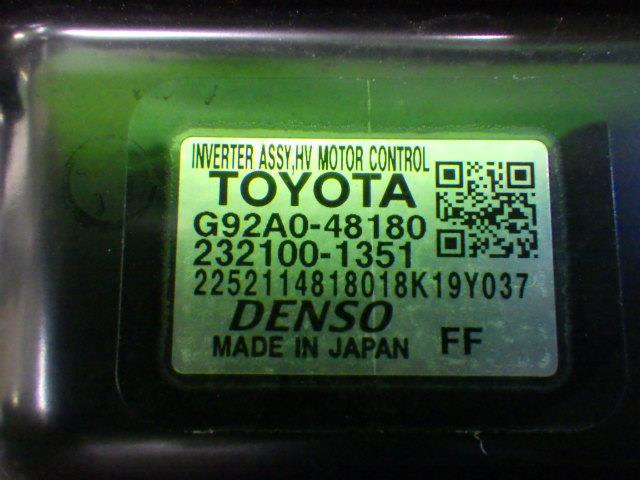 INVERTER ASSY,HV MOTOR CONTROL
TOYOTA
G92A0-48180
232100-1351
2252114818018K19Y037
DENSO
MADE IN JAPAN FF